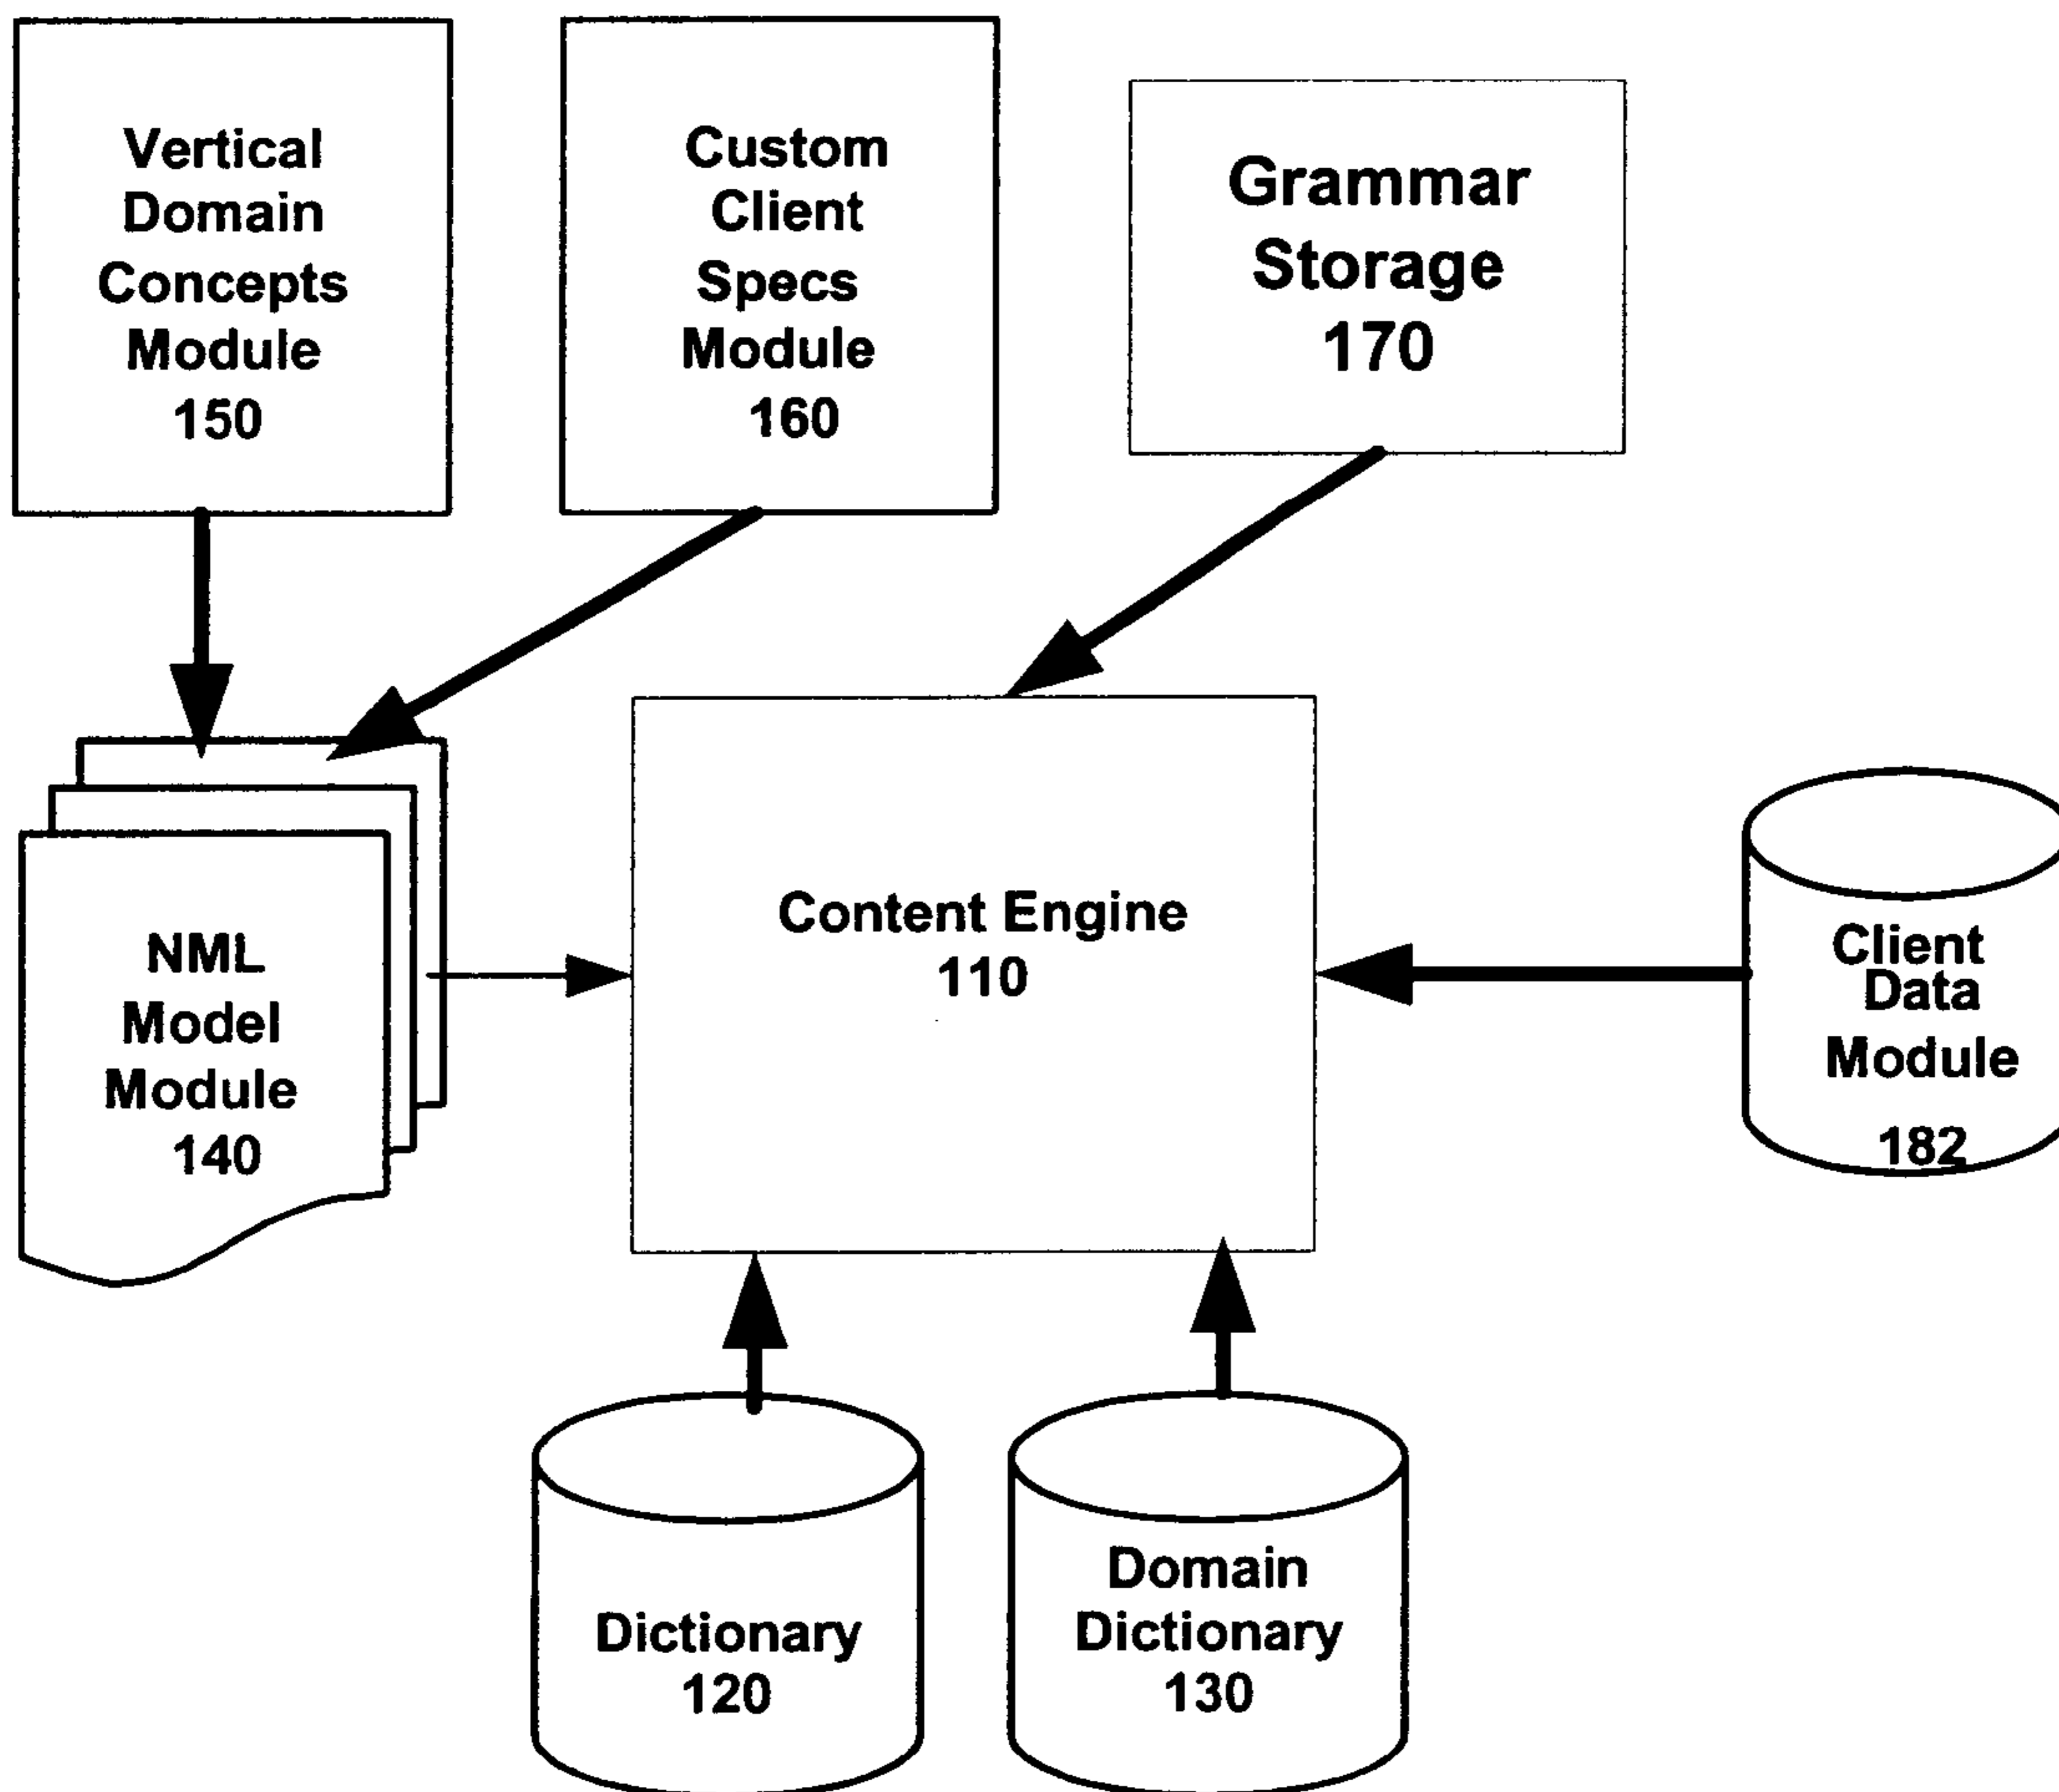 Vertical
Domain
Concepts
Module
150
Custom
Client
Specs
Module
160
Grammar
Storage
170
NML
Model
Module
140
Content Engine
110
Client
Data
Module
182
Dictionary
120
Domain
Dictionary
130